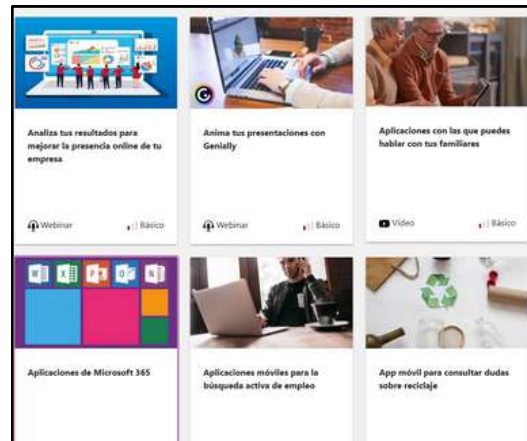 Analiza tus resultados para
mejorar la presencia online de tu
empresa
Webinar
Básico
Anima tus presentaciones con
Genially
Webinar
Básico
Aplicaciones con las que puedes
hablar con tus familiares
Vídeo
Básico
W X P O N
Aplicaciones de Microsoft 365
Aplicaciones móviles para la
búsqueda activa de empleo
App móvil para consultar dudas
sobre reciclaje